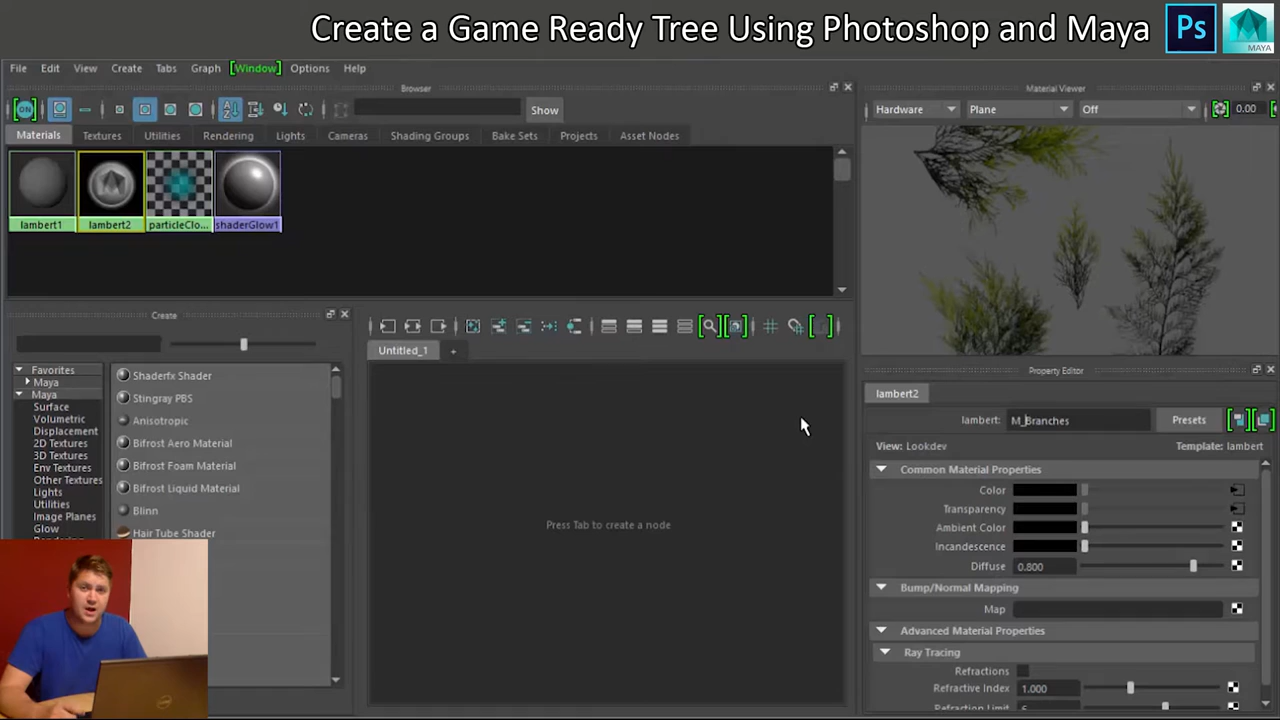 Create a Game Ready Tree Using Photoshop and Maya
Ps
MAYA
File Edit View Create Tabs Graph [Window] Options Help
Browser
Material Viewer
ON
Show
Hardware
Plane
Off
0.00
Materials Textures Utilities Rendering Lights Cameras Shading Groups Bake Sets Projects Asset Nodes
lambert1
lambert2
particleClo...
shaderGlow1
Create
Untitled_1
+
Property Editor
lambert2
lambert: M_Branches
Presets
View: Lookdev
Template: lambert
Favorites
Maya
Maya
Surface
Volumetric
Displacement
2D Textures
3D Textures
Env Textures
Other Textures
Lights
Utilities
Image Planes
Glow
Shaderfx Shader
Stingray PBS
Anisotropic
Bifrost Aero Material
Bifrost Foam Material
Bifrost Liquid Material
Blinn
Hair Tube Shader
Press Tab to create a node
Common Material Properties
Color
Transparency
Ambient Color
Incandescence
Diffuse 0.800
Bump/Normal Mapping
Map
Advanced Material Properties
Ray Tracing
Refractions
Refractive Index 1.000
Refraction Limit 6